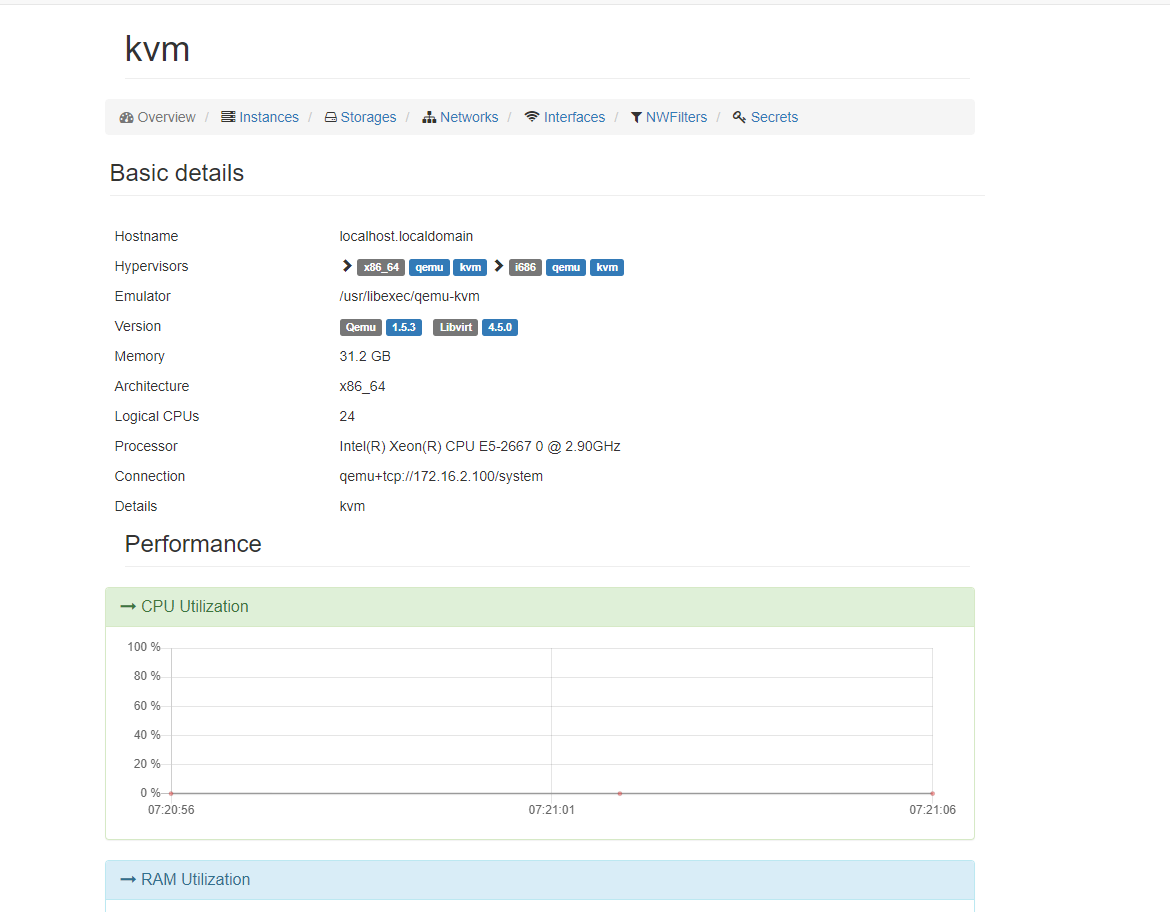 kvm
Overview / Instances / Storages / Networks / Interfaces / NWFilters / Secrets
Basic details
Hostname localhost.localdomain
Hypervisors x86_64 qemu kvm i686 qemu kvm
Emulator /usr/libexec/qemu-kvm
Version Qemu 1.5.3 Libvirt 4.5.0
Memory 31.2 GB
Architecture x86_64
Logical CPUs 24
Processor Intel(R) Xeon(R) CPU E5-2667 0 @ 2.90GHz
Connection qemu+tcp://172.16.2.100/system
Details kvm
Performance
CPU Utilization
100 %
80 %
60 %
40 %
20 %
0 %
07:20:56 07:21:01 07:21:06
RAM Utilization